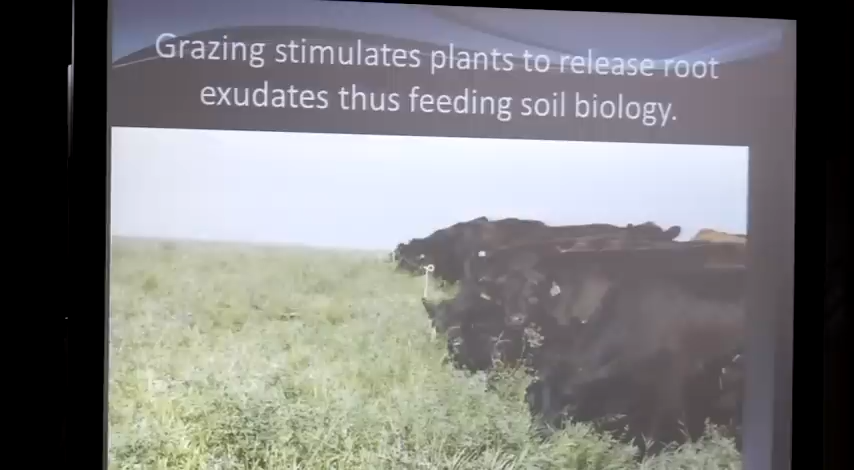 Grazing stimulates plants to release root
exudates thus feeding soil biology.